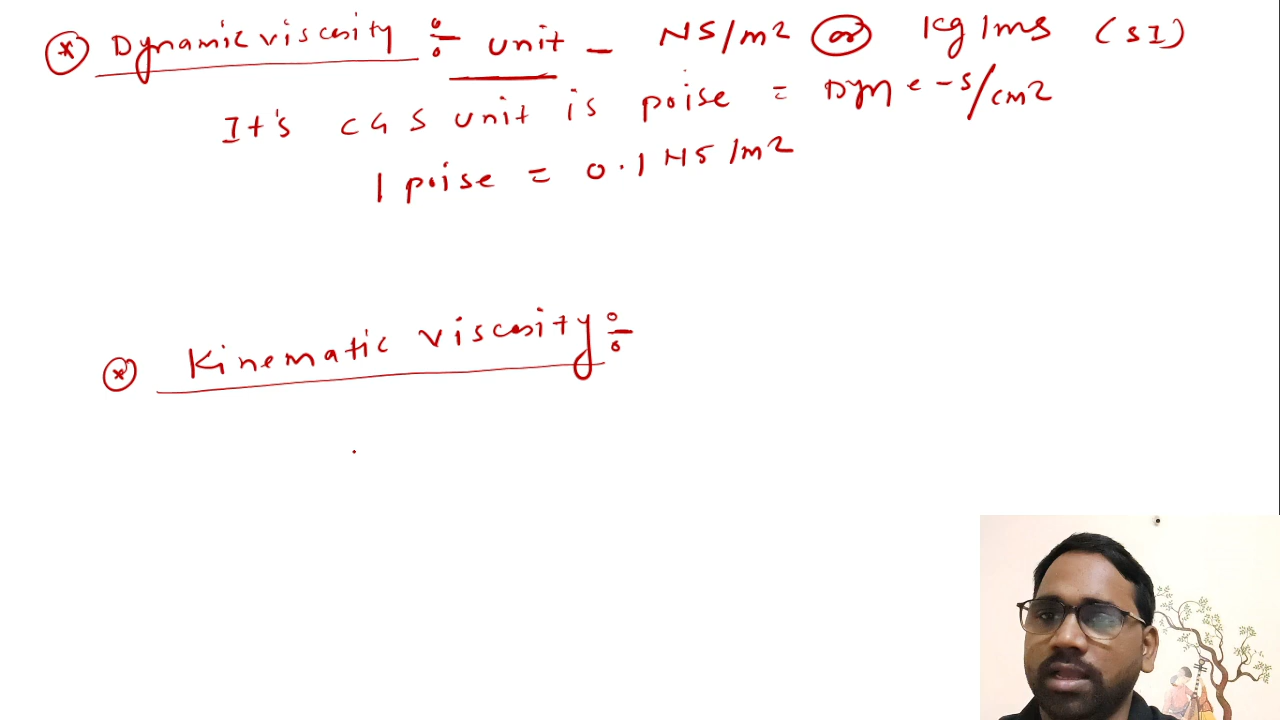 * Dynamic viscosity ÷ unit - NS/m2 or kg/ms (SI)
It's CGS unit is poise = Dyne-s/cm2
1 poise = 0.1 NS/m2
* Kinematic viscosity ÷